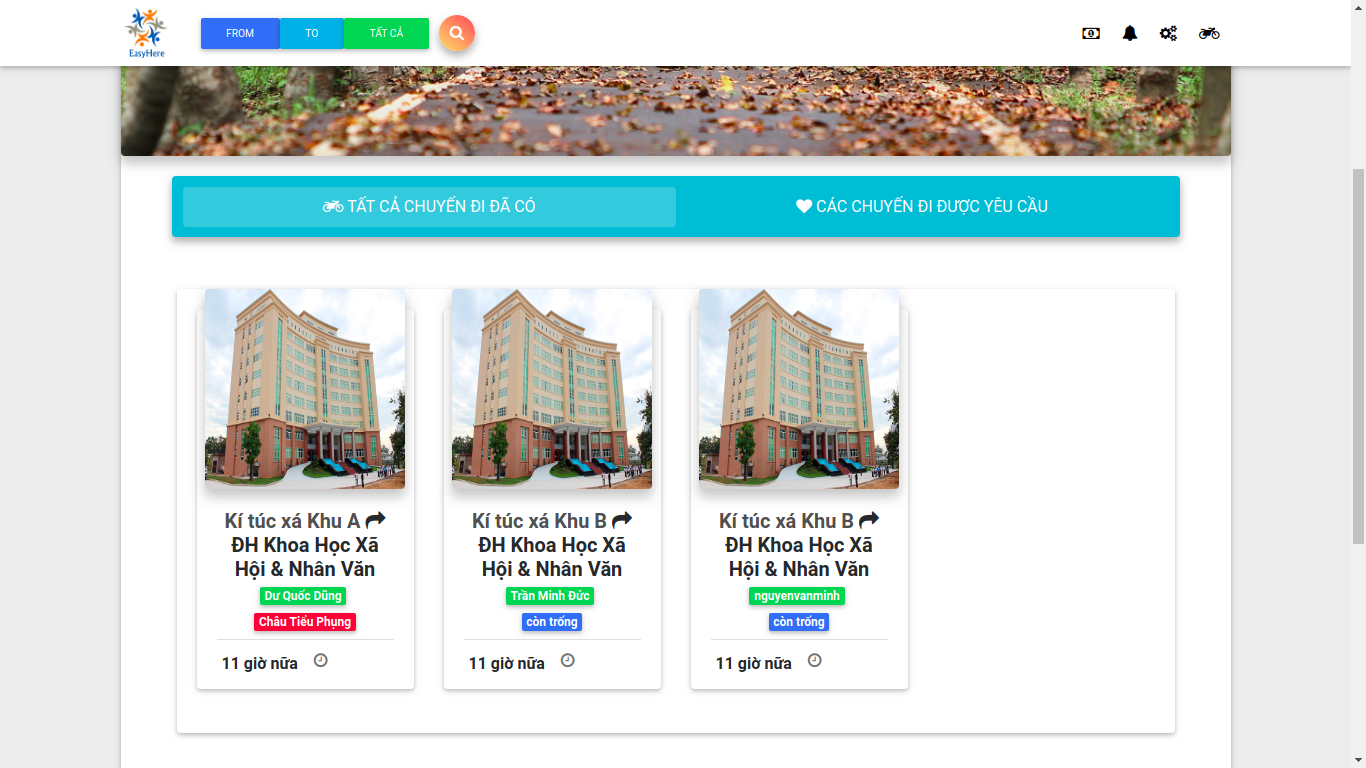 EasyHere
FROM
TO
TẤT CẢ
TẤT CẢ CHUYẾN ĐI ĐÃ CÓ
CÁC CHUYẾN ĐI ĐƯỢC YÊU CẦU
Kí túc xá Khu A
ĐH Khoa Học Xã
Hội & Nhân Văn
Dư Quốc Dũng
Châu Tiểu Phụng
11 giờ nữa
Kí túc xá Khu B
ĐH Khoa Học Xã
Hội & Nhân Văn
Trần Minh Đức
còn trống
11 giờ nữa
Kí túc xá Khu B
ĐH Khoa Học Xã
Hội & Nhân Văn
nguyenvanminh
còn trống
11 giờ nữa